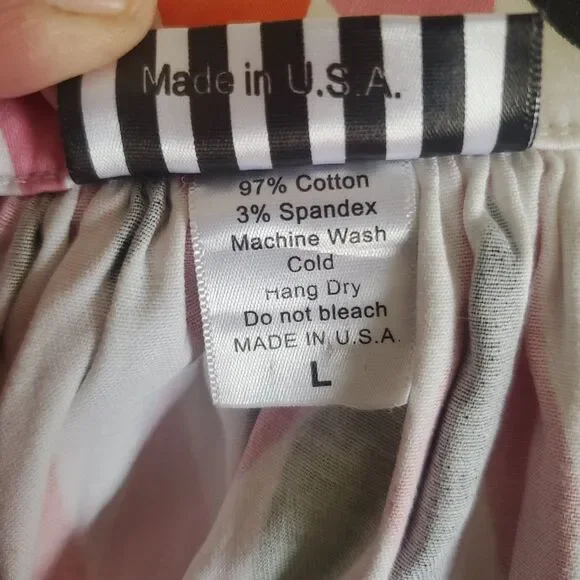 Made in U.S.A.
97% Cotton
3% Spandex
Machine Wash
Cold
Hang Dry
Do not bleach
MADE IN U.S.A.
L